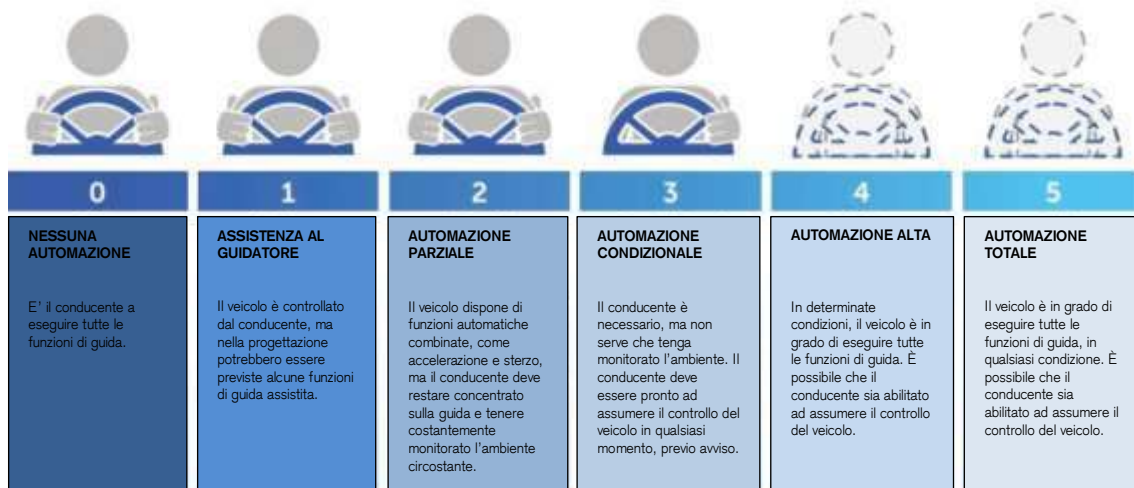 0
NESSUNA
AUTOMAZIONE
E' il conducente a
eseguire tutte le
funzioni di guida.
1
ASSISTENZA AL
GUIDATORE
Il veicolo è controllato
dal conducente, ma
nella progettazione
potrebbero essere
previste alcune funzioni
di guida assistita.
2
AUTOMAZIONE
PARZIALE
Il veicolo dispone di
funzioni automatiche
combinate, come
accelerazione e sterzo,
ma il conducente deve
restare concentrato
sulla guida e tenere
costantemente
monitorato l'ambiente
circostante.
3
AUTOMAZIONE
CONDIZIONALE
Il conducente è
necessario, ma non
serve che tenga
monitorato l'ambiente. Il
conducente deve
essere pronto ad
assumere il controllo del
veicolo in qualsiasi
momento, previo avviso.
4
AUTOMAZIONE ALTA
In determinate
condizioni, il veicolo è in
grado di eseguire tutte
le funzioni di guida. È
possibile che il
conducente sia abilitato
ad assumere il controllo
del veicolo.
5
AUTOMAZIONE
TOTALE
Il veicolo è in grado di
eseguire tutte le
funzioni di guida, in
qualsiasi condizione. È
possibile che il
conducente sia
abilitato ad assumere il
controllo del veicolo.